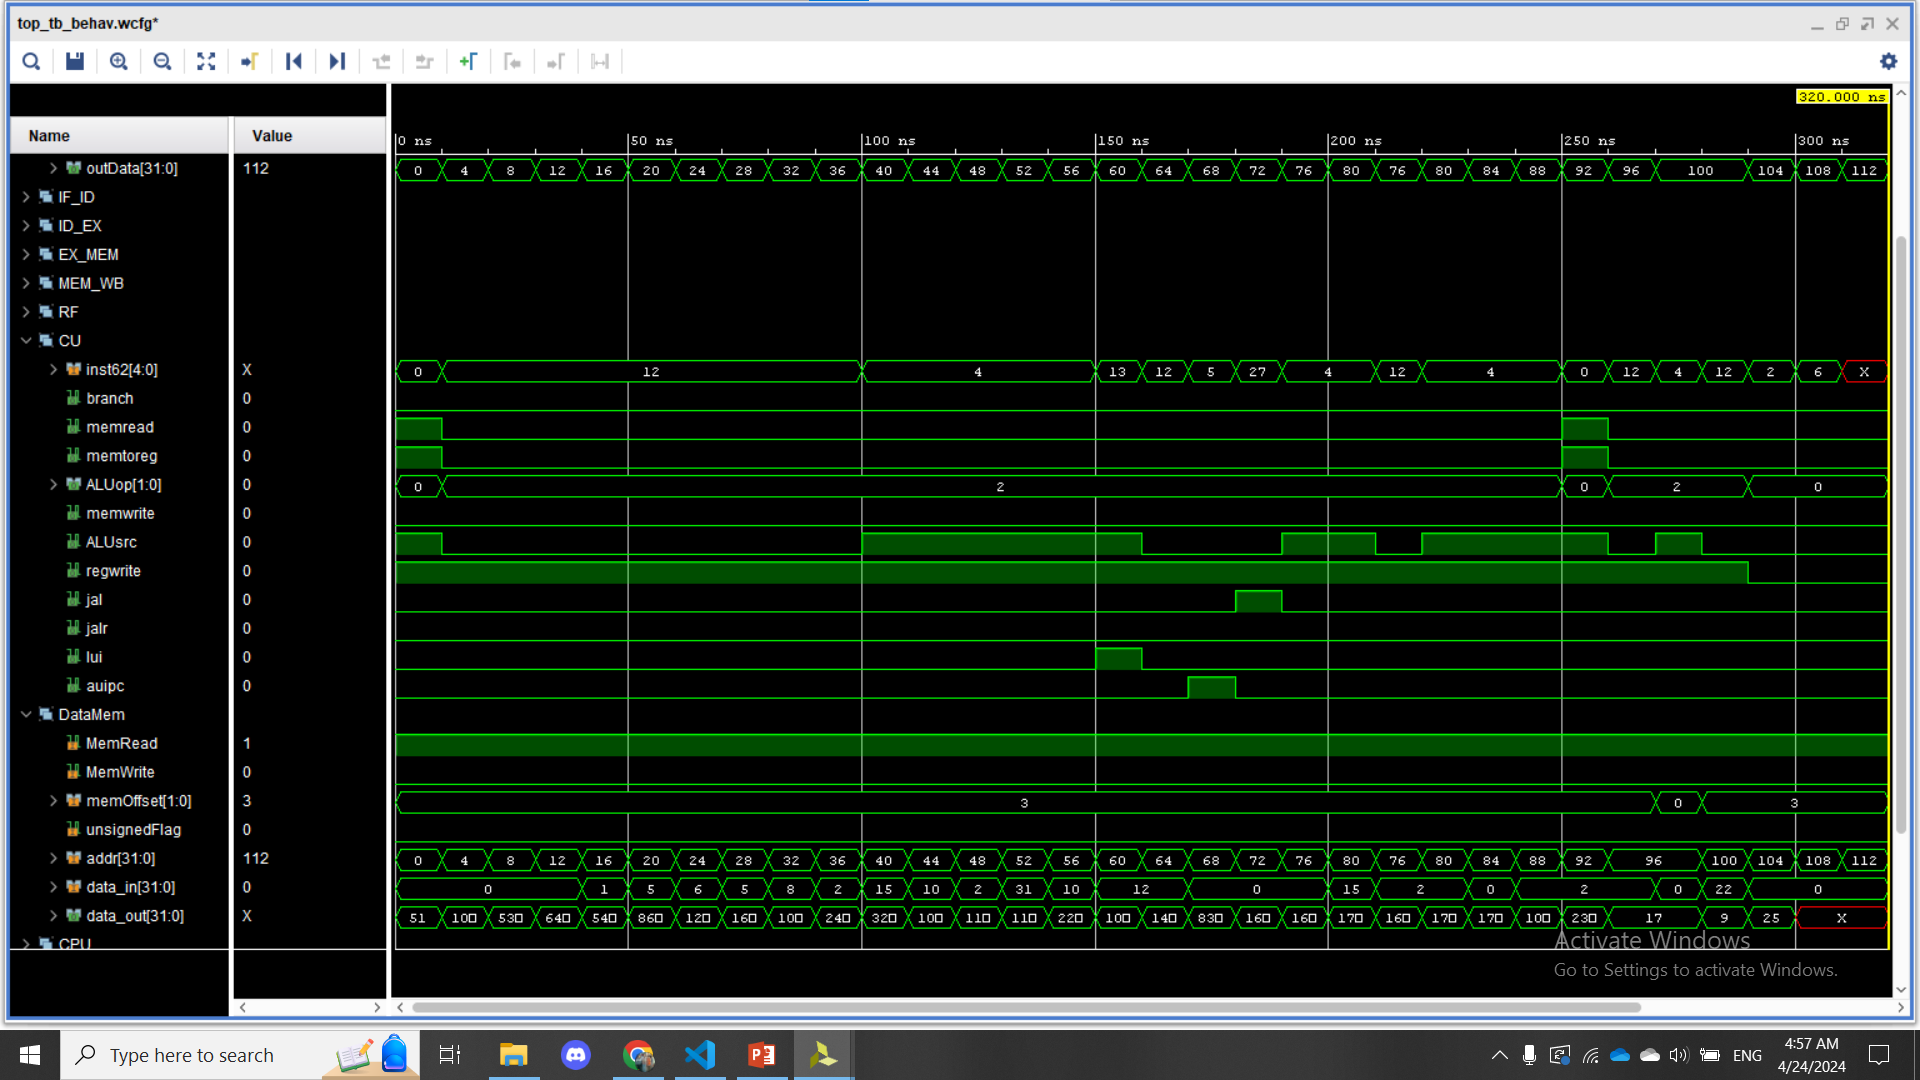 top_tb_behav.wcfg*
320.000 ns
Name Value 0 ns 50 ns 100 ns 150 ns 200 ns 250 ns 300 ns
outData[31:0] 112 0 4 8 12 16 20 24 28 32 36 40 44 48 52 56 60 64 68 72 76 80 76 80 84 88 92 96 100 104 108 112
IF_ID
ID_EX
EX_MEM
MEM_WB
RF
CU
inst62[4:0] X 0 12 4 13 12 5 27 4 12 4 0 12 4 12 2 6 X
branch 0
memread 0
memtoreg 0
ALUop[1:0] 0 0 2 0 2 0
memwrite 0
ALUsrc 0
regwrite 0
jal 0
jalr 0
lui 0
auipc 0
DataMem
MemRead 1
MemWrite 0
memOffset[1:0] 3 3 0 3
unsignedFlag 0
addr[31:0] 112 0 4 8 12 16 20 24 28 32 36 40 44 48 52 56 60 64 68 72 76 80 76 80 84 88 92 96 100 104 108 112
data_in[31:0] 0 0 1 5 6 5 8 2 15 10 2 31 10 12 0 15 2 0 2 0 22 0
data_out[31:0] X 51 100 530 640 540 860 120 160 100 240 320 100 110 110 220 100 140 830 160 160 170 160 170 170 100 230 17 9 25 X
CPU
Activate Windows
Go to Settings to activate Windows.
Type here to search
ENG
4:57 AM
4/24/2024